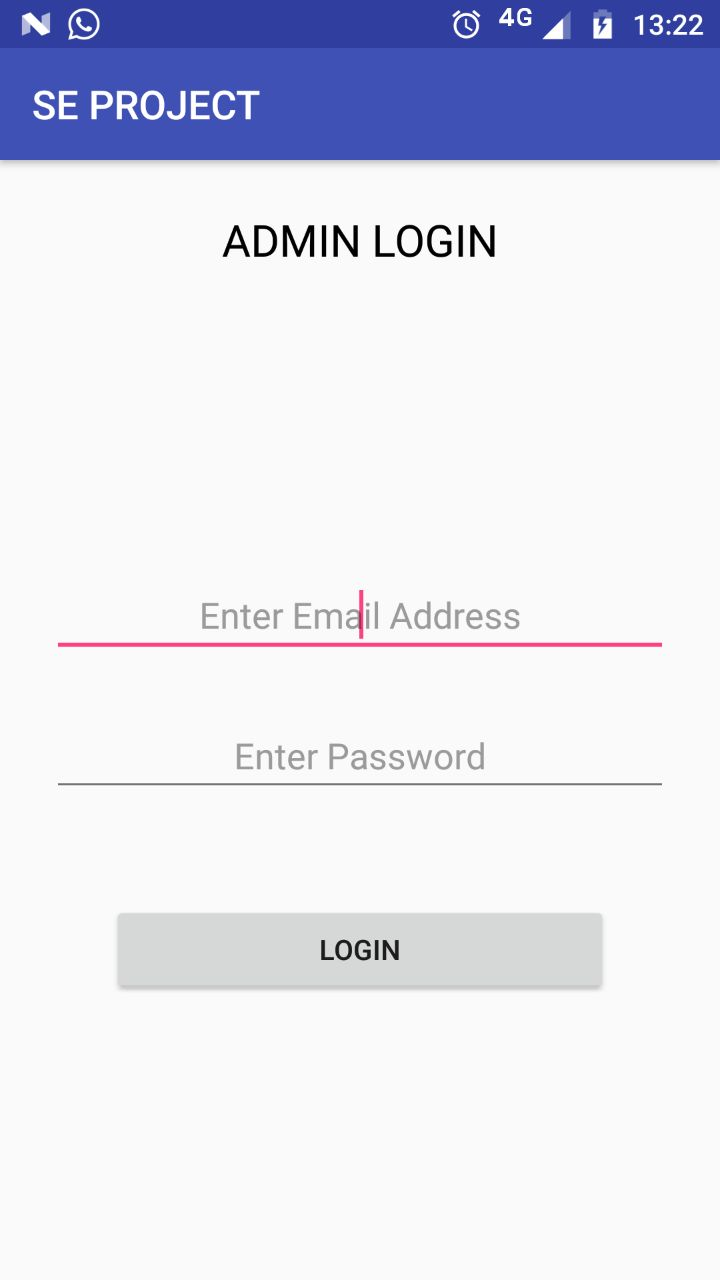 4G 13:22
SE PROJECT
ADMIN LOGIN
Enter Email Address
Enter Password
LOGIN